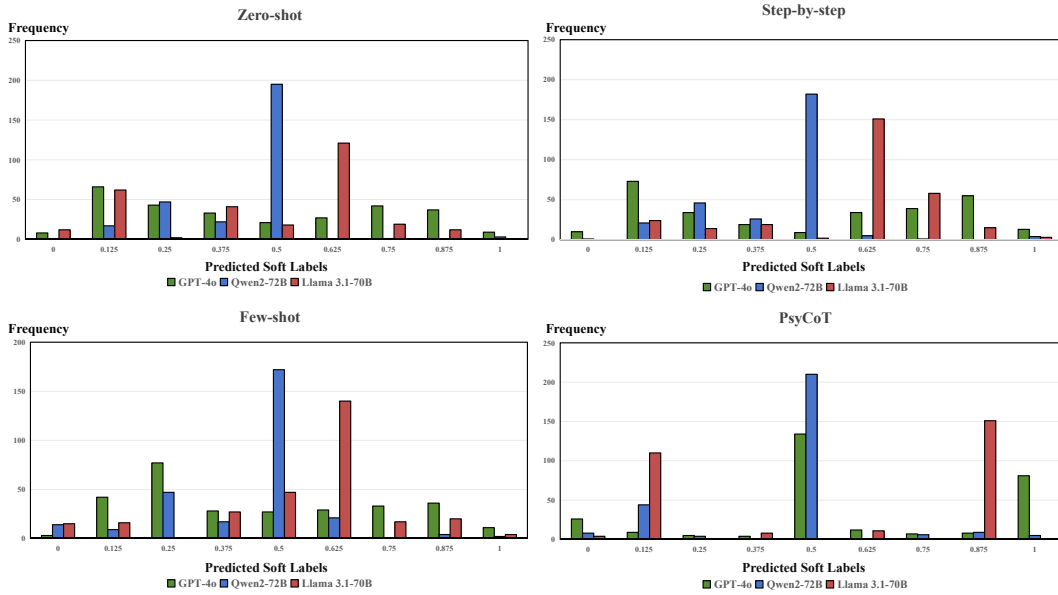 Zero-shot
Frequency
250
200
150
100
50
0
0 0.125 0.25 0.375 0.5 0.625 0.75 0.875 1
Predicted Soft Labels
GPT-4o Qwen2-72B Llama 3.1-70B
Step-by-step
Frequency
250
200
150
100
50
0
0 0.125 0.25 0.375 0.5 0.625 0.75 0.875 1
Predicted Soft Labels
GPT-4o Qwen2-72B Llama 3.1-70B
Few-shot
Frequency
200
150
100
50
0
0 0.125 0.25 0.375 0.5 0.625 0.75 0.875 1
Predicted Soft Labels
GPT-4o Qwen2-72B Llama 3.1-70B
PsyCoT
Frequency
250
200
150
100
50
0
0 0.125 0.25 0.375 0.5 0.625 0.75 0.875 1
Predicted Soft Labels
GPT-4o Qwen2-72B Llama 3.1-70B